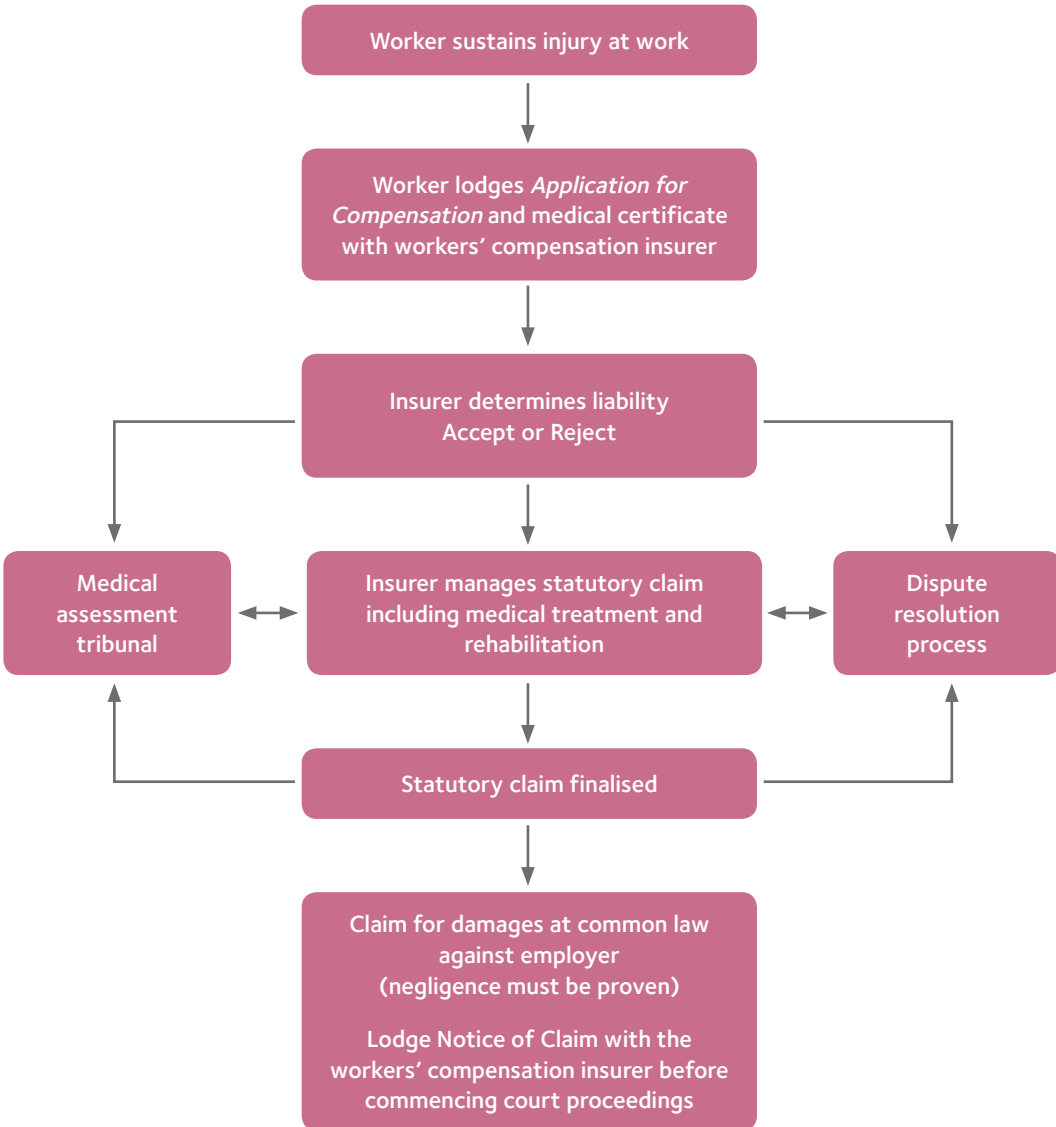 Worker sustains injury at work
Worker lodges Application for
Compensation and medical certificate
with workers’ compensation insurer
Insurer determines liability
Accept or Reject
Medical
assessment
tribunal
Insurer manages statutory claim
including medical treatment and
rehabilitation
Dispute
resolution
process
Statutory claim finalised
Claim for damages at common law
against employer
(negligence must be proven)
Lodge Notice of Claim with the
workers’ compensation insurer before
commencing court proceedings